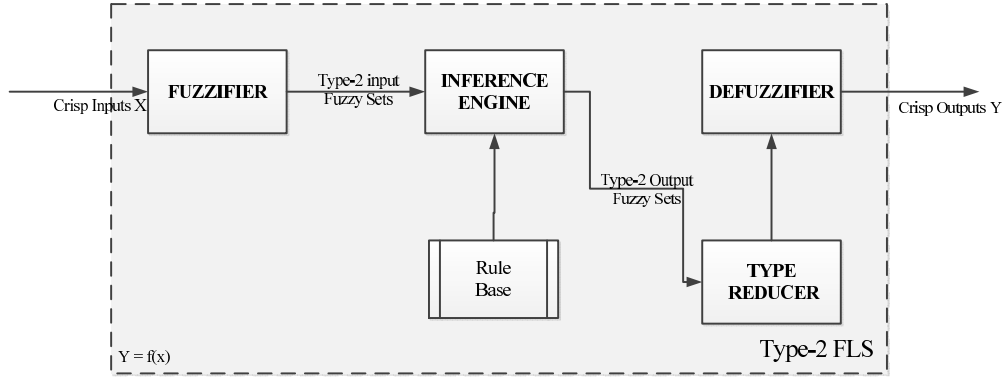 Crisp Inputs X
FUZZIFIER
Type-2 input
Fuzzy Sets
INFERENCE
ENGINE
DEFUZZIFIER
Crisp Outputs Y
Type-2 Output
Fuzzy Sets
Rule
Base
TYPE
REDUCER
Y = f(x)
Type-2 FLS